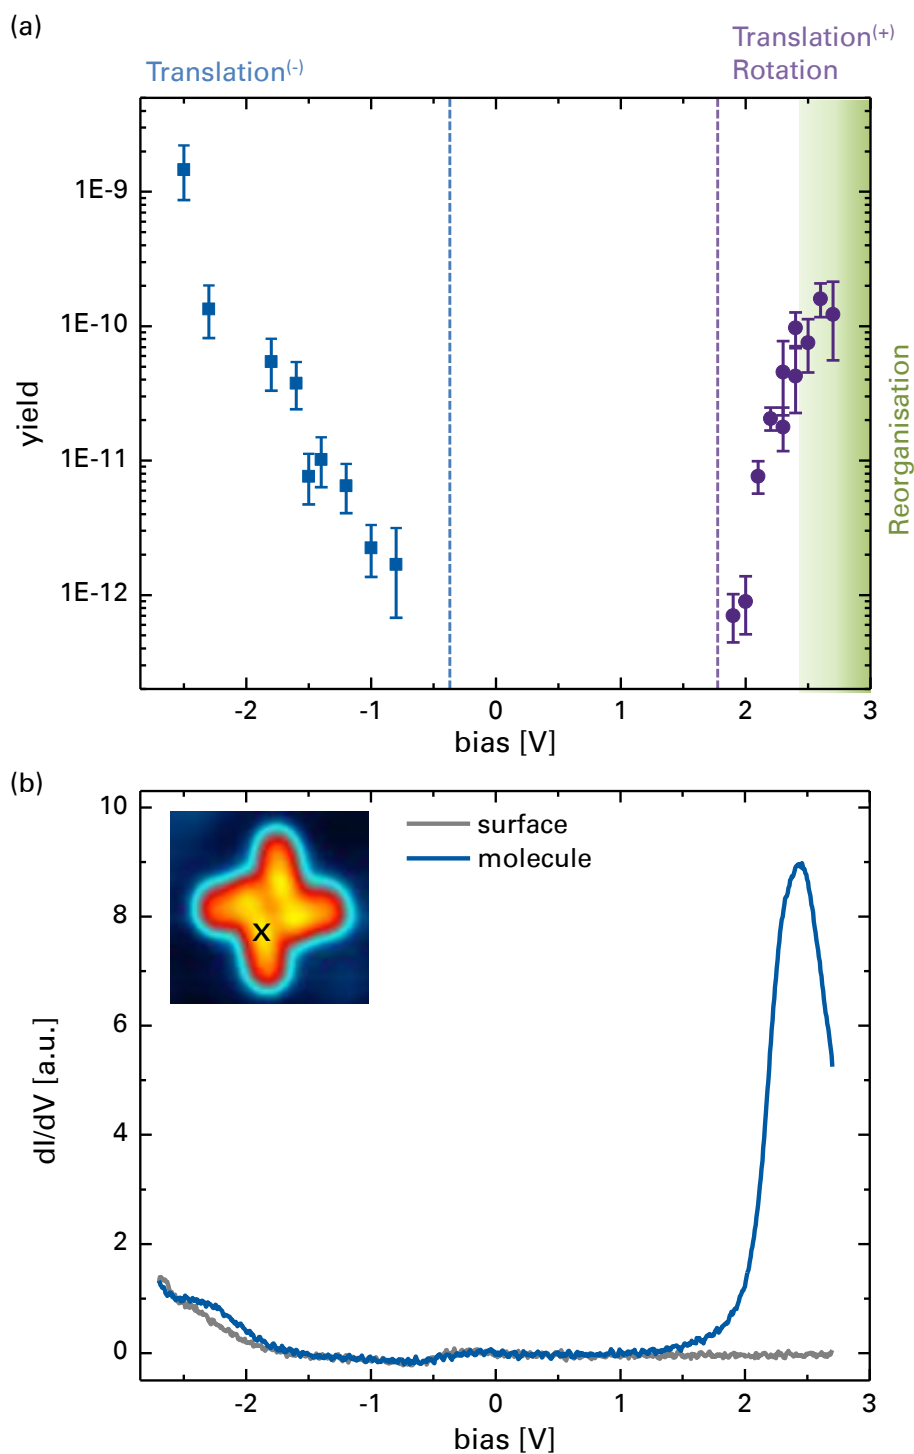 (a)
Translation(-)
Translation(+)
Rotation
1E-9
1E-10
1E-11
1E-12
yield
Reorganisation
-2
-1
0
1
2
3
bias [V]
(b)
10
8
6
4
2
0
dI/dV [a.u.]
surface
molecule
X
-2
-1
0
1
2
3
bias [V]